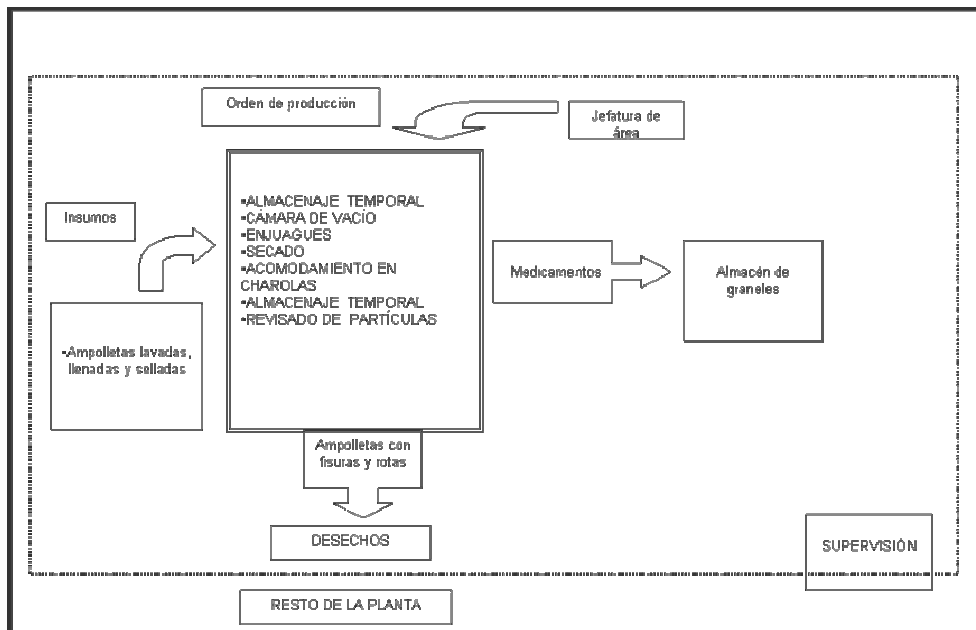 Orden de producción
Jefatura de
área
Insumos
▪ALMACENAJE TEMPORAL
▪CÁMARA DE VACÍO
▪ENJUAGUES
▪SECADO
▪ACOMODAMIENTO EN
CHAROLAS
▪ALMACENAJE TEMPORAL
▪REVISADO DE PARTÍCULAS
Medicamentos
Almacén de
graneles
▪Ampolletas lavadas,
llenadas y selladas
Ampolletas con
fisuras y rotas
DESECHOS
SUPERVISIÓN
RESTO DE LA PLANTA